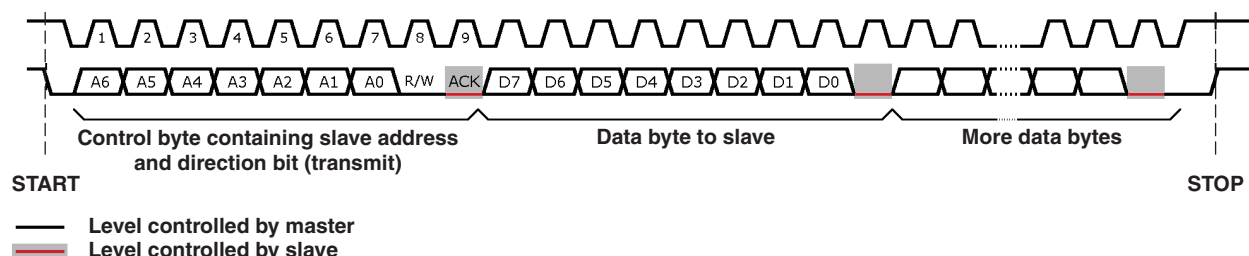 1 2 3 4 5 6 7 8 9
A6 A5 A4 A3 A2 A1 A0 R/W ACK D7 D6 D5 D4 D3 D2 D1 D0
Control byte containing slave address
and direction bit (transmit)
Data byte to slave
More data bytes
START
STOP
Level controlled by master
Level controlled by slave